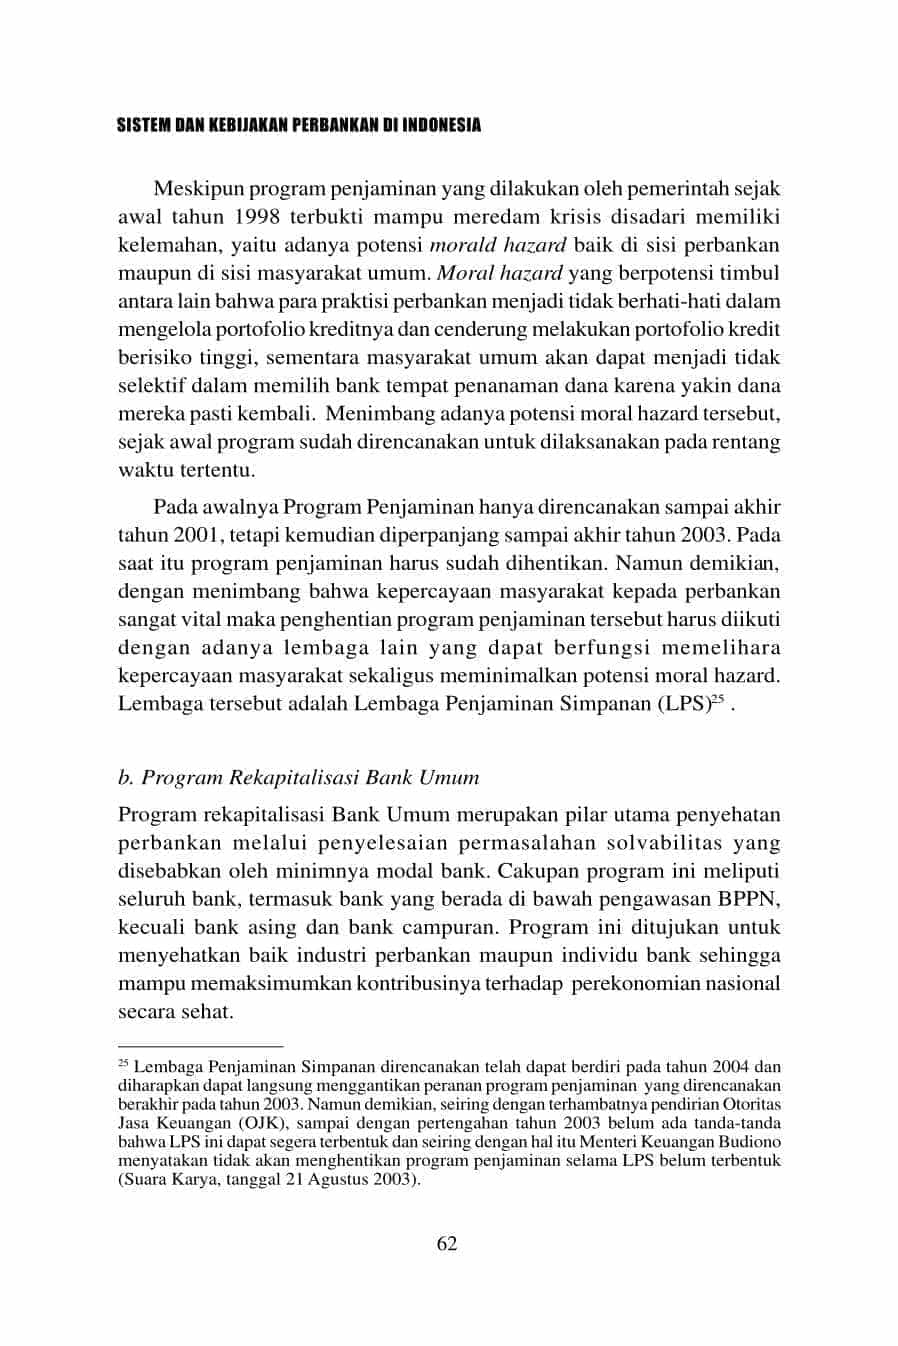 SISTEM DAN KEBIJAKAN PERBANKAN DI INDONESIA
Meskipun program penjaminan yang dilakukan oleh pemerintah sejak
awal tahun 1998 terbukti mampu meredam krisis disadari memiliki
kelemahan, yaitu adanya potensi morald hazard baik di sisi perbankan
maupun di sisi masyarakat umum. Moral hazard yang berpotensi timbul
antara lain bahwa para praktisi perbankan menjadi tidak berhati-hati dalam
mengelola portofolio kreditnya dan cenderung melakukan portofolio kredit
berisiko tinggi, sementara masyarakat umum akan dapat menjadi tidak
selektif dalam memilih bank tempat penanaman dana karena yakin dana
mereka pasti kembali. Menimbang adanya potensi moral hazard tersebut,
sejak awal program sudah direncanakan untuk dilaksanakan pada rentang
waktu tertentu.
Pada awalnya Program Penjaminan hanya direncanakan sampai akhir
tahun 2001, tetapi kemudian diperpanjang sampai akhir tahun 2003. Pada
saat itu program penjaminan harus sudah dihentikan. Namun demikian,
dengan menimbang bahwa kepercayaan masyarakat kepada perbankan
sangat vital maka penghentian program penjaminan tersebut harus diikuti
dengan adanya lembaga lain yang dapat berfungsi memelihara
kepercayaan masyarakat sekaligus meminimalkan potensi moral hazard.
Lembaga tersebut adalah Lembaga Penjaminan Simpanan (LPS)25 .
b. Program Rekapitalisasi Bank Umum
Program rekapitalisasi Bank Umum merupakan pilar utama penyehatan
perbankan melalui penyelesaian permasalahan solvabilitas yang
disebabkan oleh minimnya modal bank. Cakupan program ini meliputi
seluruh bank, termasuk bank yang berada di bawah pengawasan BPPN,
kecuali bank asing dan bank campuran. Program ini ditujukan untuk
menyehatkan baik industri perbankan maupun individu bank sehingga
mampu memaksimumkan kontribusinya terhadap perekonomian nasional
secara sehat.
25 Lembaga Penjaminan Simpanan direncanakan telah dapat berdiri pada tahun 2004 dan
diharapkan dapat langsung menggantikan peranan program penjaminan yang direncanakan
berakhir pada tahun 2003. Namun demikian, seiring dengan terhambatnya pendirian Otoritas
Jasa Keuangan (OJK), sampai dengan pertengahan tahun 2003 belum ada tanda-tanda
bahwa LPS ini dapat segera terbentuk dan seiring dengan hal itu Menteri Keuangan Budiono
menyatakan tidak akan menghentikan program penjaminan selama LPS belum terbentuk
(Suara Karya, tanggal 21 Agustus 2003).
62